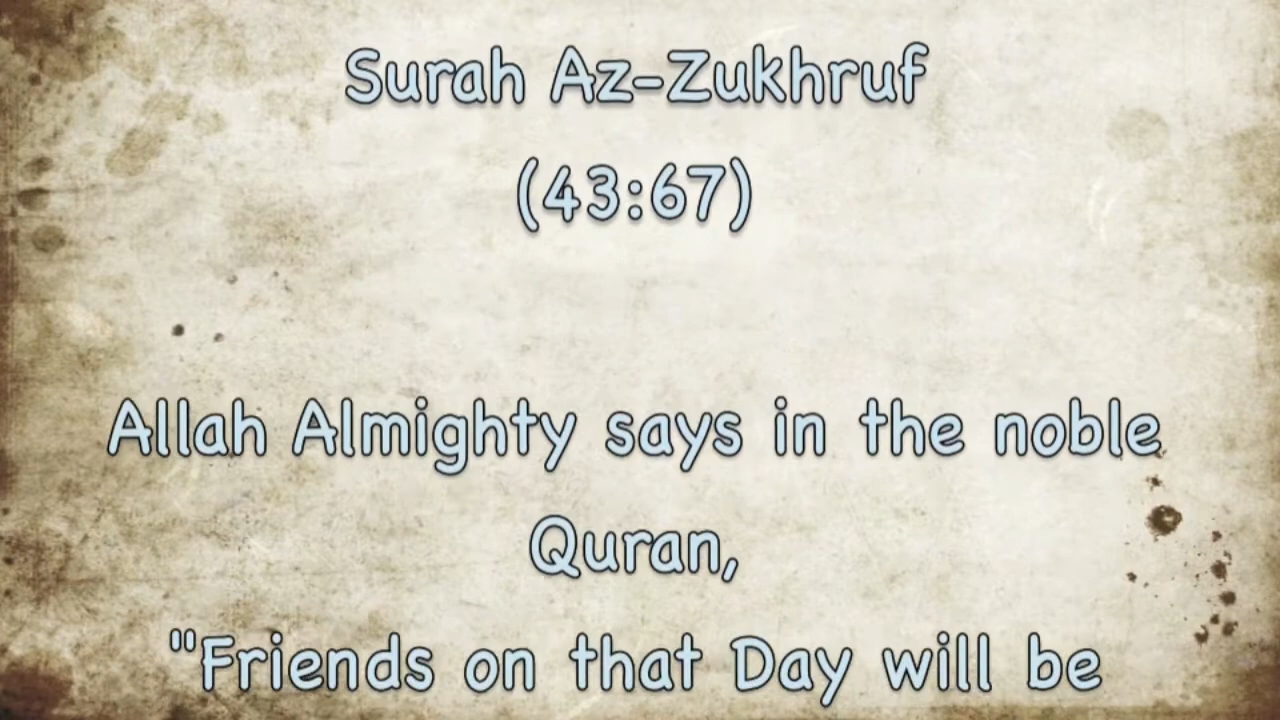 Surah Az-Zukhruf
(43:67)
Allah Almighty says in the noble
Quran,
"Friends on that Day will be